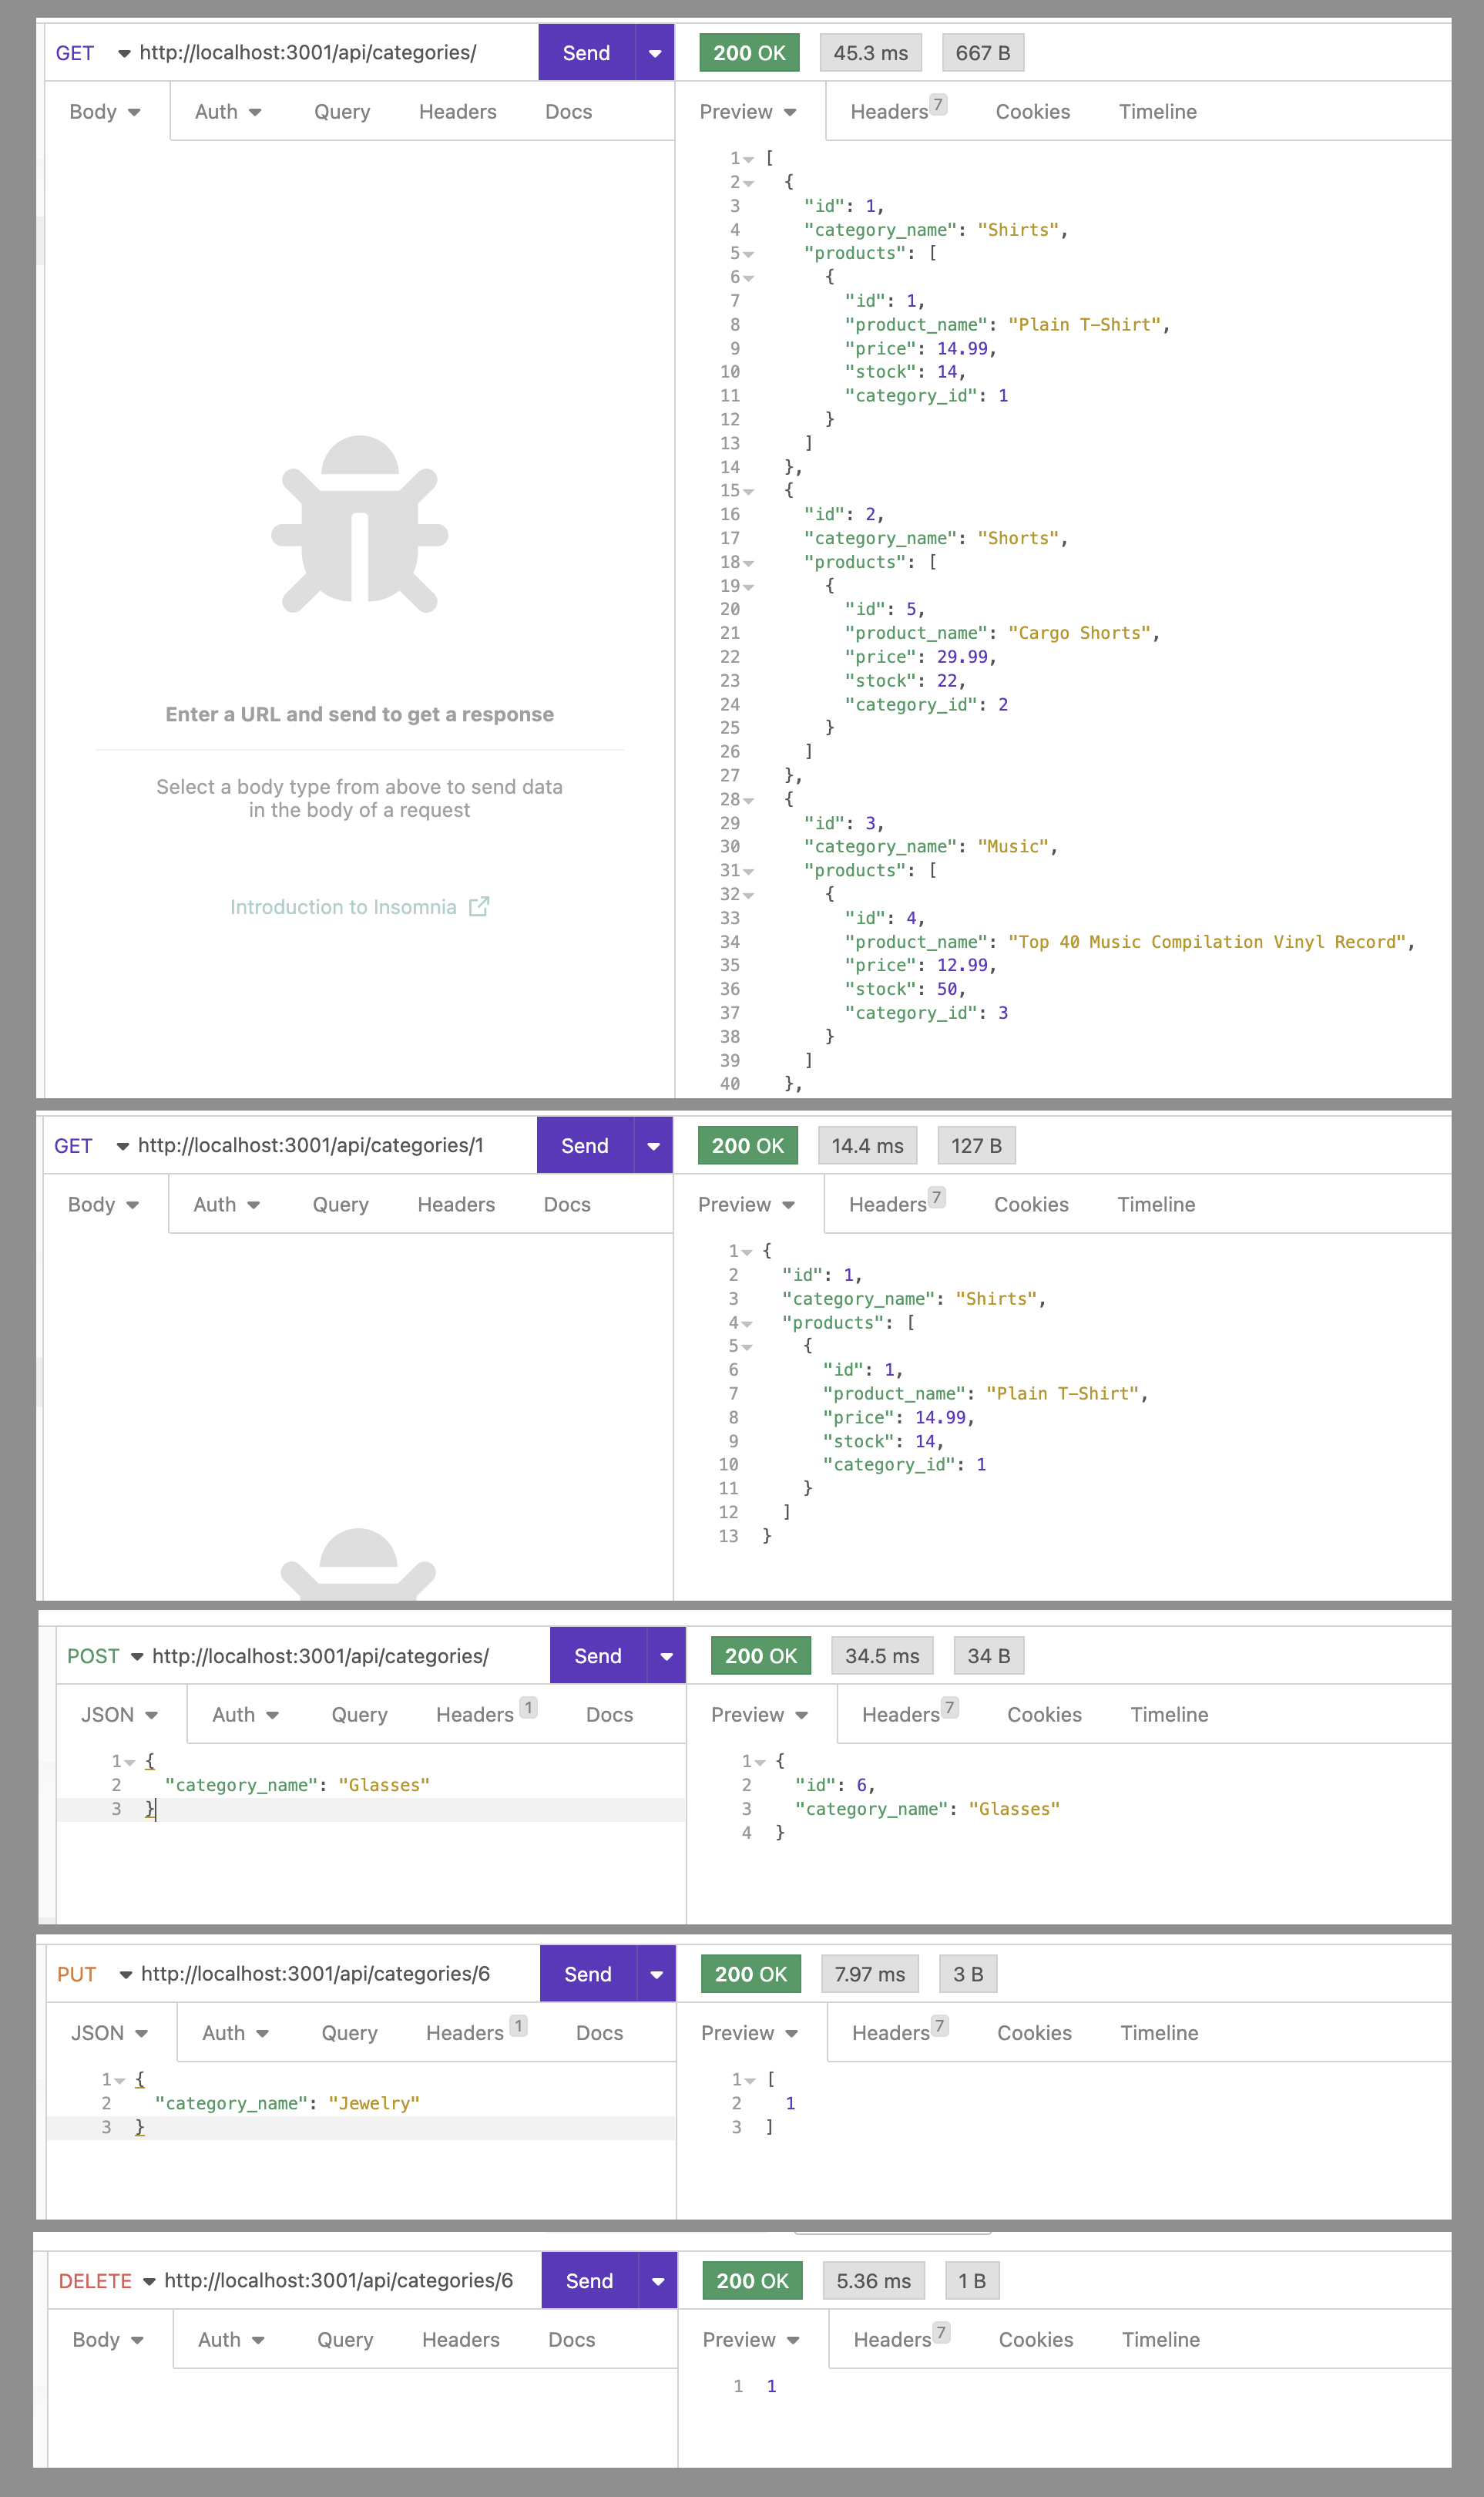 GET http://localhost:3001/api/categories/ Send 200 OK 45.3 ms 667 B
Body Auth Query Headers Docs Preview Headers 7 Cookies Timeline
1 [
2 {
3 "id": 1,
4 "category_name": "Shirts",
5 "products": [
6 {
7 "id": 1,
8 "product_name": "Plain T-Shirt",
9 "price": 14.99,
10 "stock": 14,
11 "category_id": 1
12 }
13 ]
14 },
15 {
16 "id": 2,
17 "category_name": "Shorts",
18 "products": [
19 {
20 "id": 5,
21 "product_name": "Cargo Shorts",
22 "price": 29.99,
23 "stock": 22,
24 "category_id": 2
25 }
26 ]
27 },
28 {
29 "id": 3,
30 "category_name": "Music",
31 "products": [
32 {
33 "id": 4,
34 "product_name": "Top 40 Music Compilation Vinyl Record",
35 "price": 12.99,
36 "stock": 50,
37 "category_id": 3
38 }
39 ]
40 },
Enter a URL and send to get a response
Select a body type from above to send data
in the body of a request
Introduction to Insomnia
GET http://localhost:3001/api/categories/1 Send 200 OK 14.4 ms 127 B
Body Auth Query Headers Docs Preview Headers 7 Cookies Timeline
1 {
2 "id": 1,
3 "category_name": "Shirts",
4 "products": [
5 {
6 "id": 1,
7 "product_name": "Plain T-Shirt",
8 "price": 14.99,
9 "stock": 14,
10 "category_id": 1
11 }
12 ]
13 }
POST http://localhost:3001/api/categories/ Send 200 OK 34.5 ms 34 B
JSON Auth Query Headers 1 Docs Preview Headers 7 Cookies Timeline
1 {
2 "category_name": "Glasses"
3 }
1 {
2 "id": 6,
3 "category_name": "Glasses"
4 }
PUT http://localhost:3001/api/categories/6 Send 200 OK 7.97 ms 3 B
JSON Auth Query Headers 1 Docs Preview Headers 7 Cookies Timeline
1 {
2 "category_name": "Jewelry"
3 }
1 [
2 1
3 ]
DELETE http://localhost:3001/api/categories/6 Send 200 OK 5.36 ms 1 B
Body Auth Query Headers Docs Preview Headers 7 Cookies Timeline
1 1